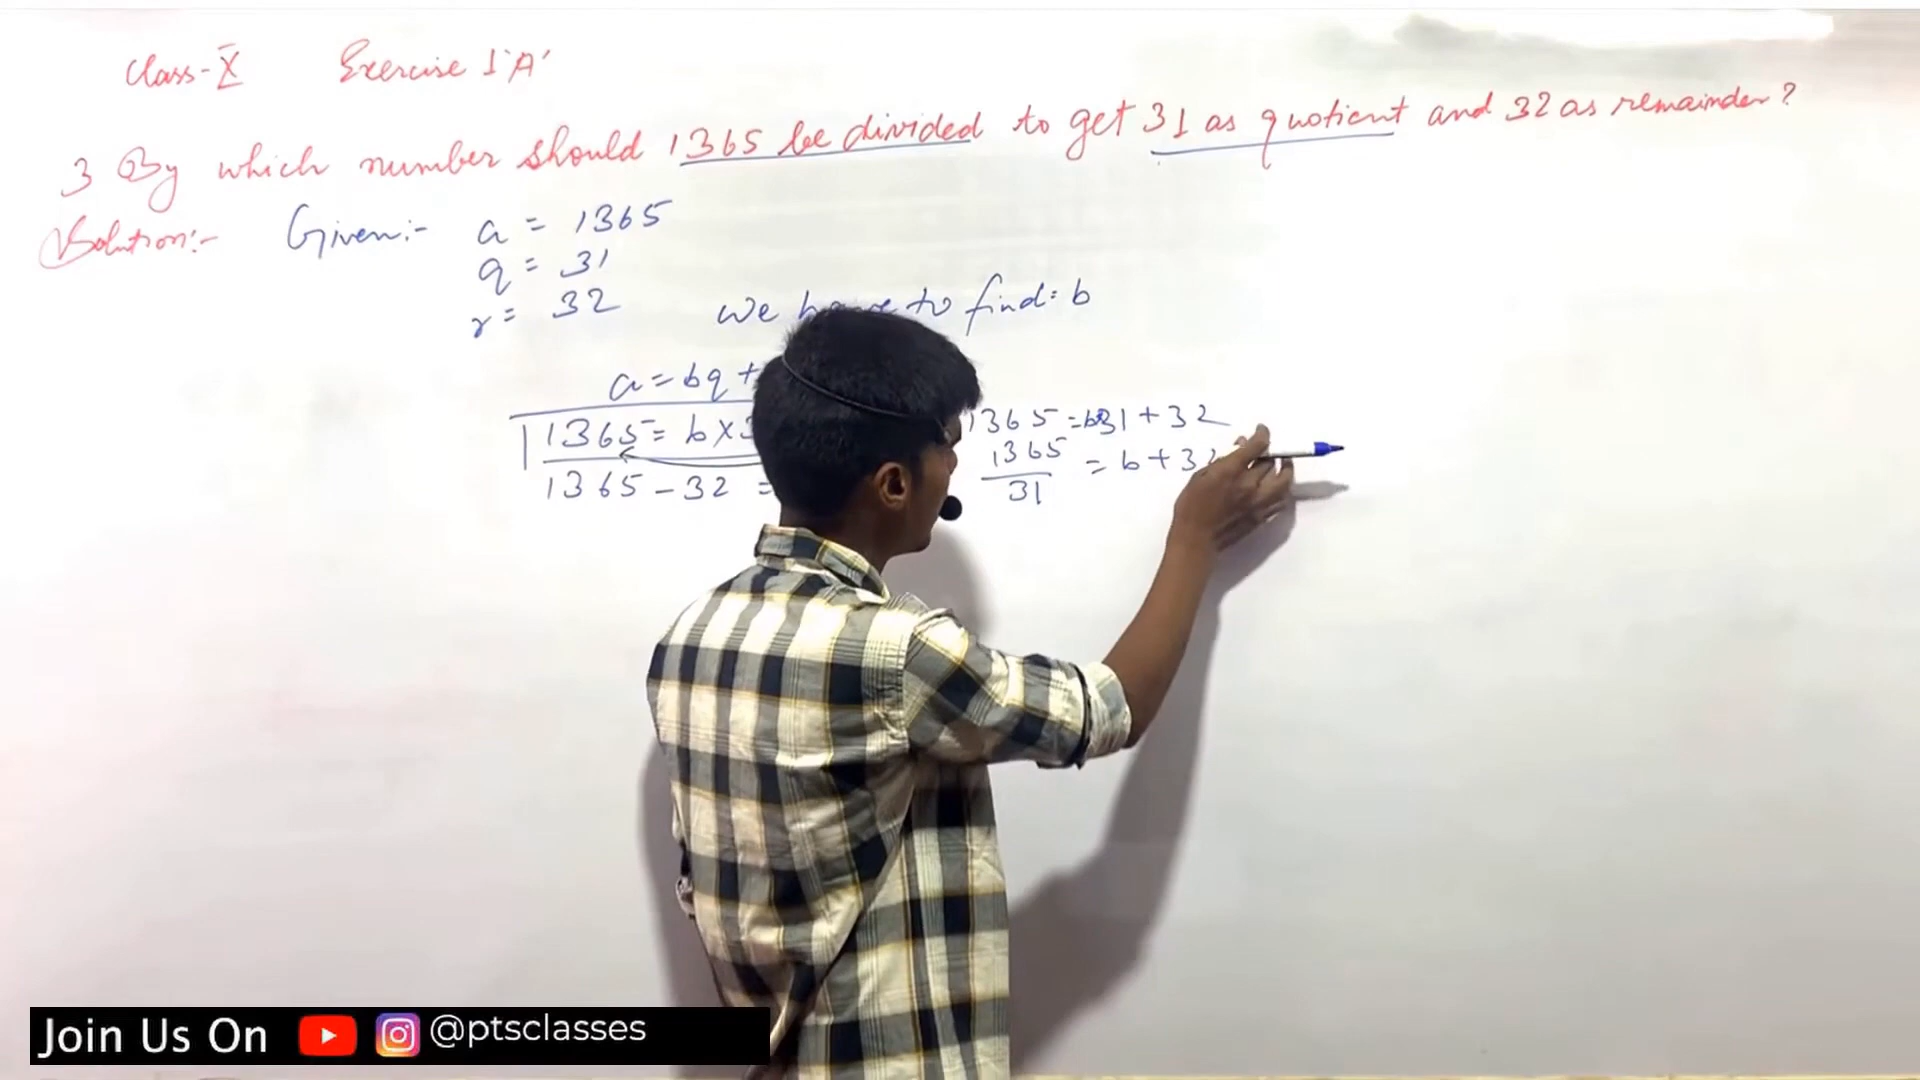 Class-X Exercise 1'A'
3 By which number should 1365 be divided to get 31 as quotient and 32 as remainder?
Solution:- Given:- a = 1365
q = 31
r = 32
We to find: b
a = bq +
1365 = b x 3
1365 - 32 =
1365 = b31 + 32
1365/31 = b + 32
Join Us On @ptsclasses